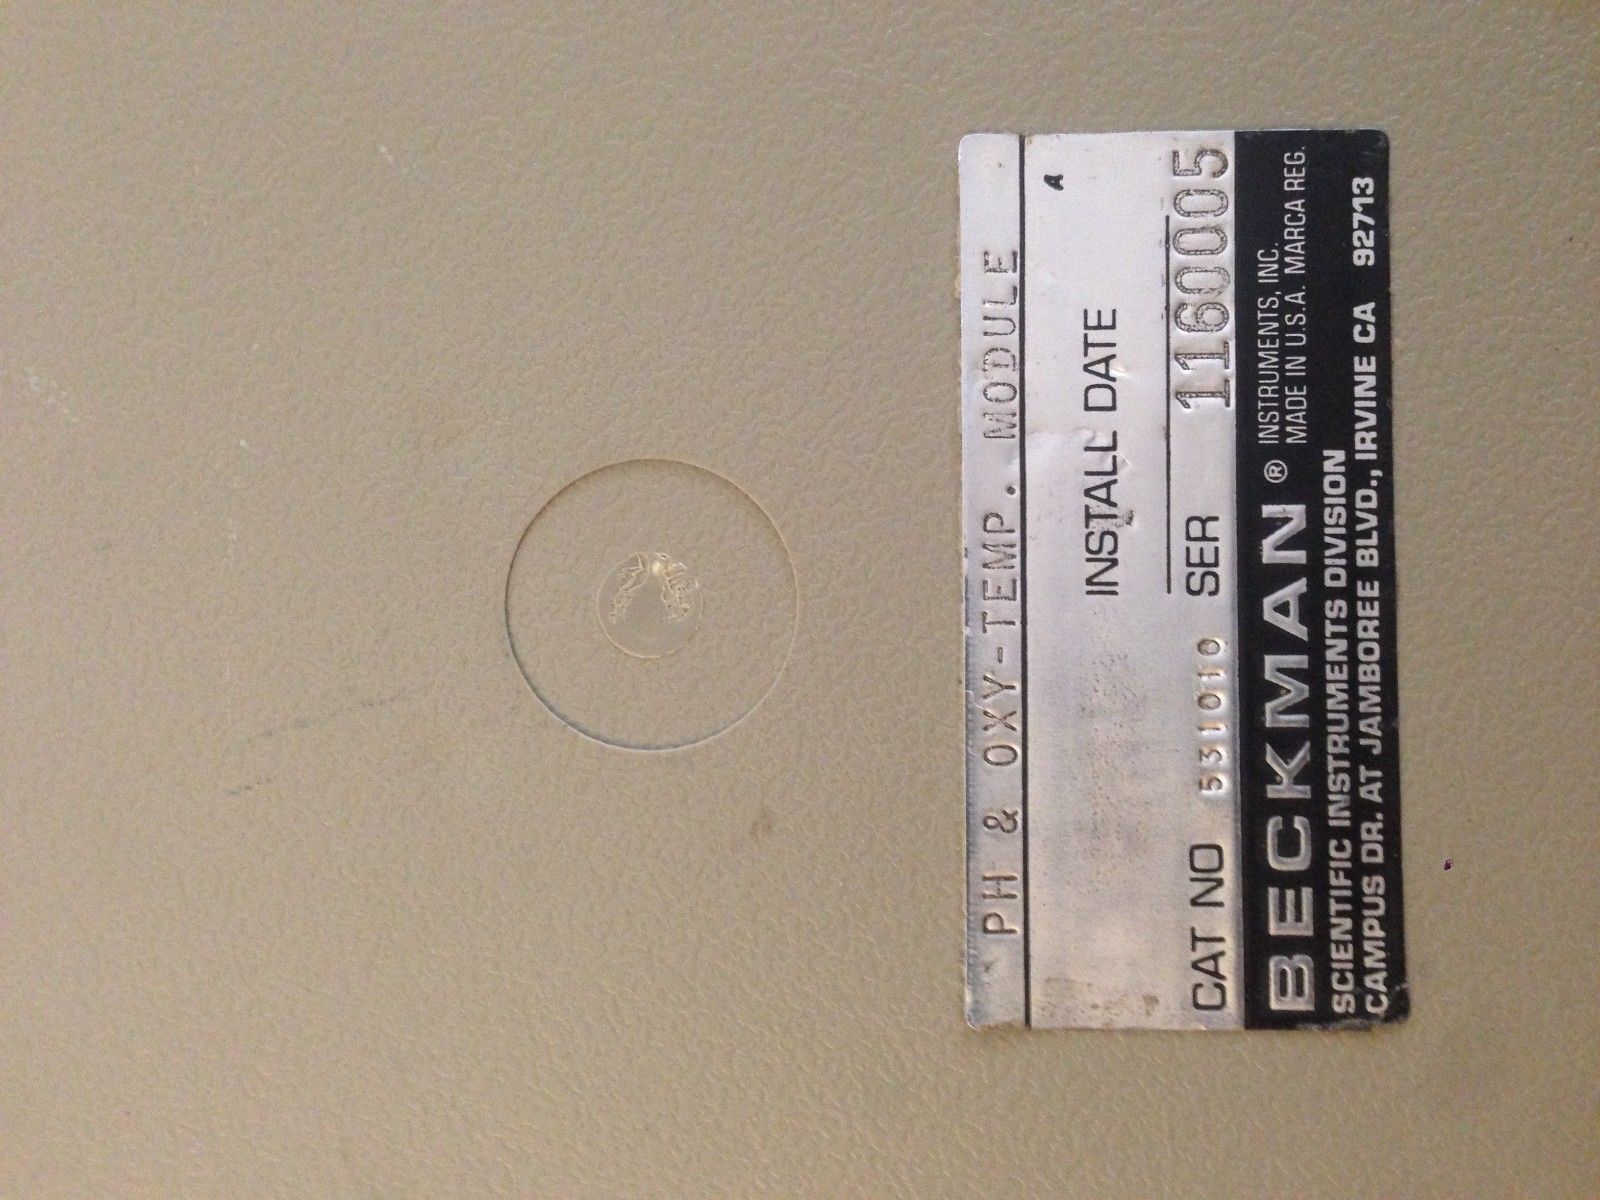 PH & OXY-TEMP. MODULE
A
INSTALL DATE
CAT NO 531010 SER 1160005
BECKMAN® INSTRUMENTS, INC.
MADE IN U.S.A. MARCA REG.
SCIENTIFIC INSTRUMENTS DIVISION
CAMPUS DR. AT JAMBOREE BLVD., IRVINE CA 92713